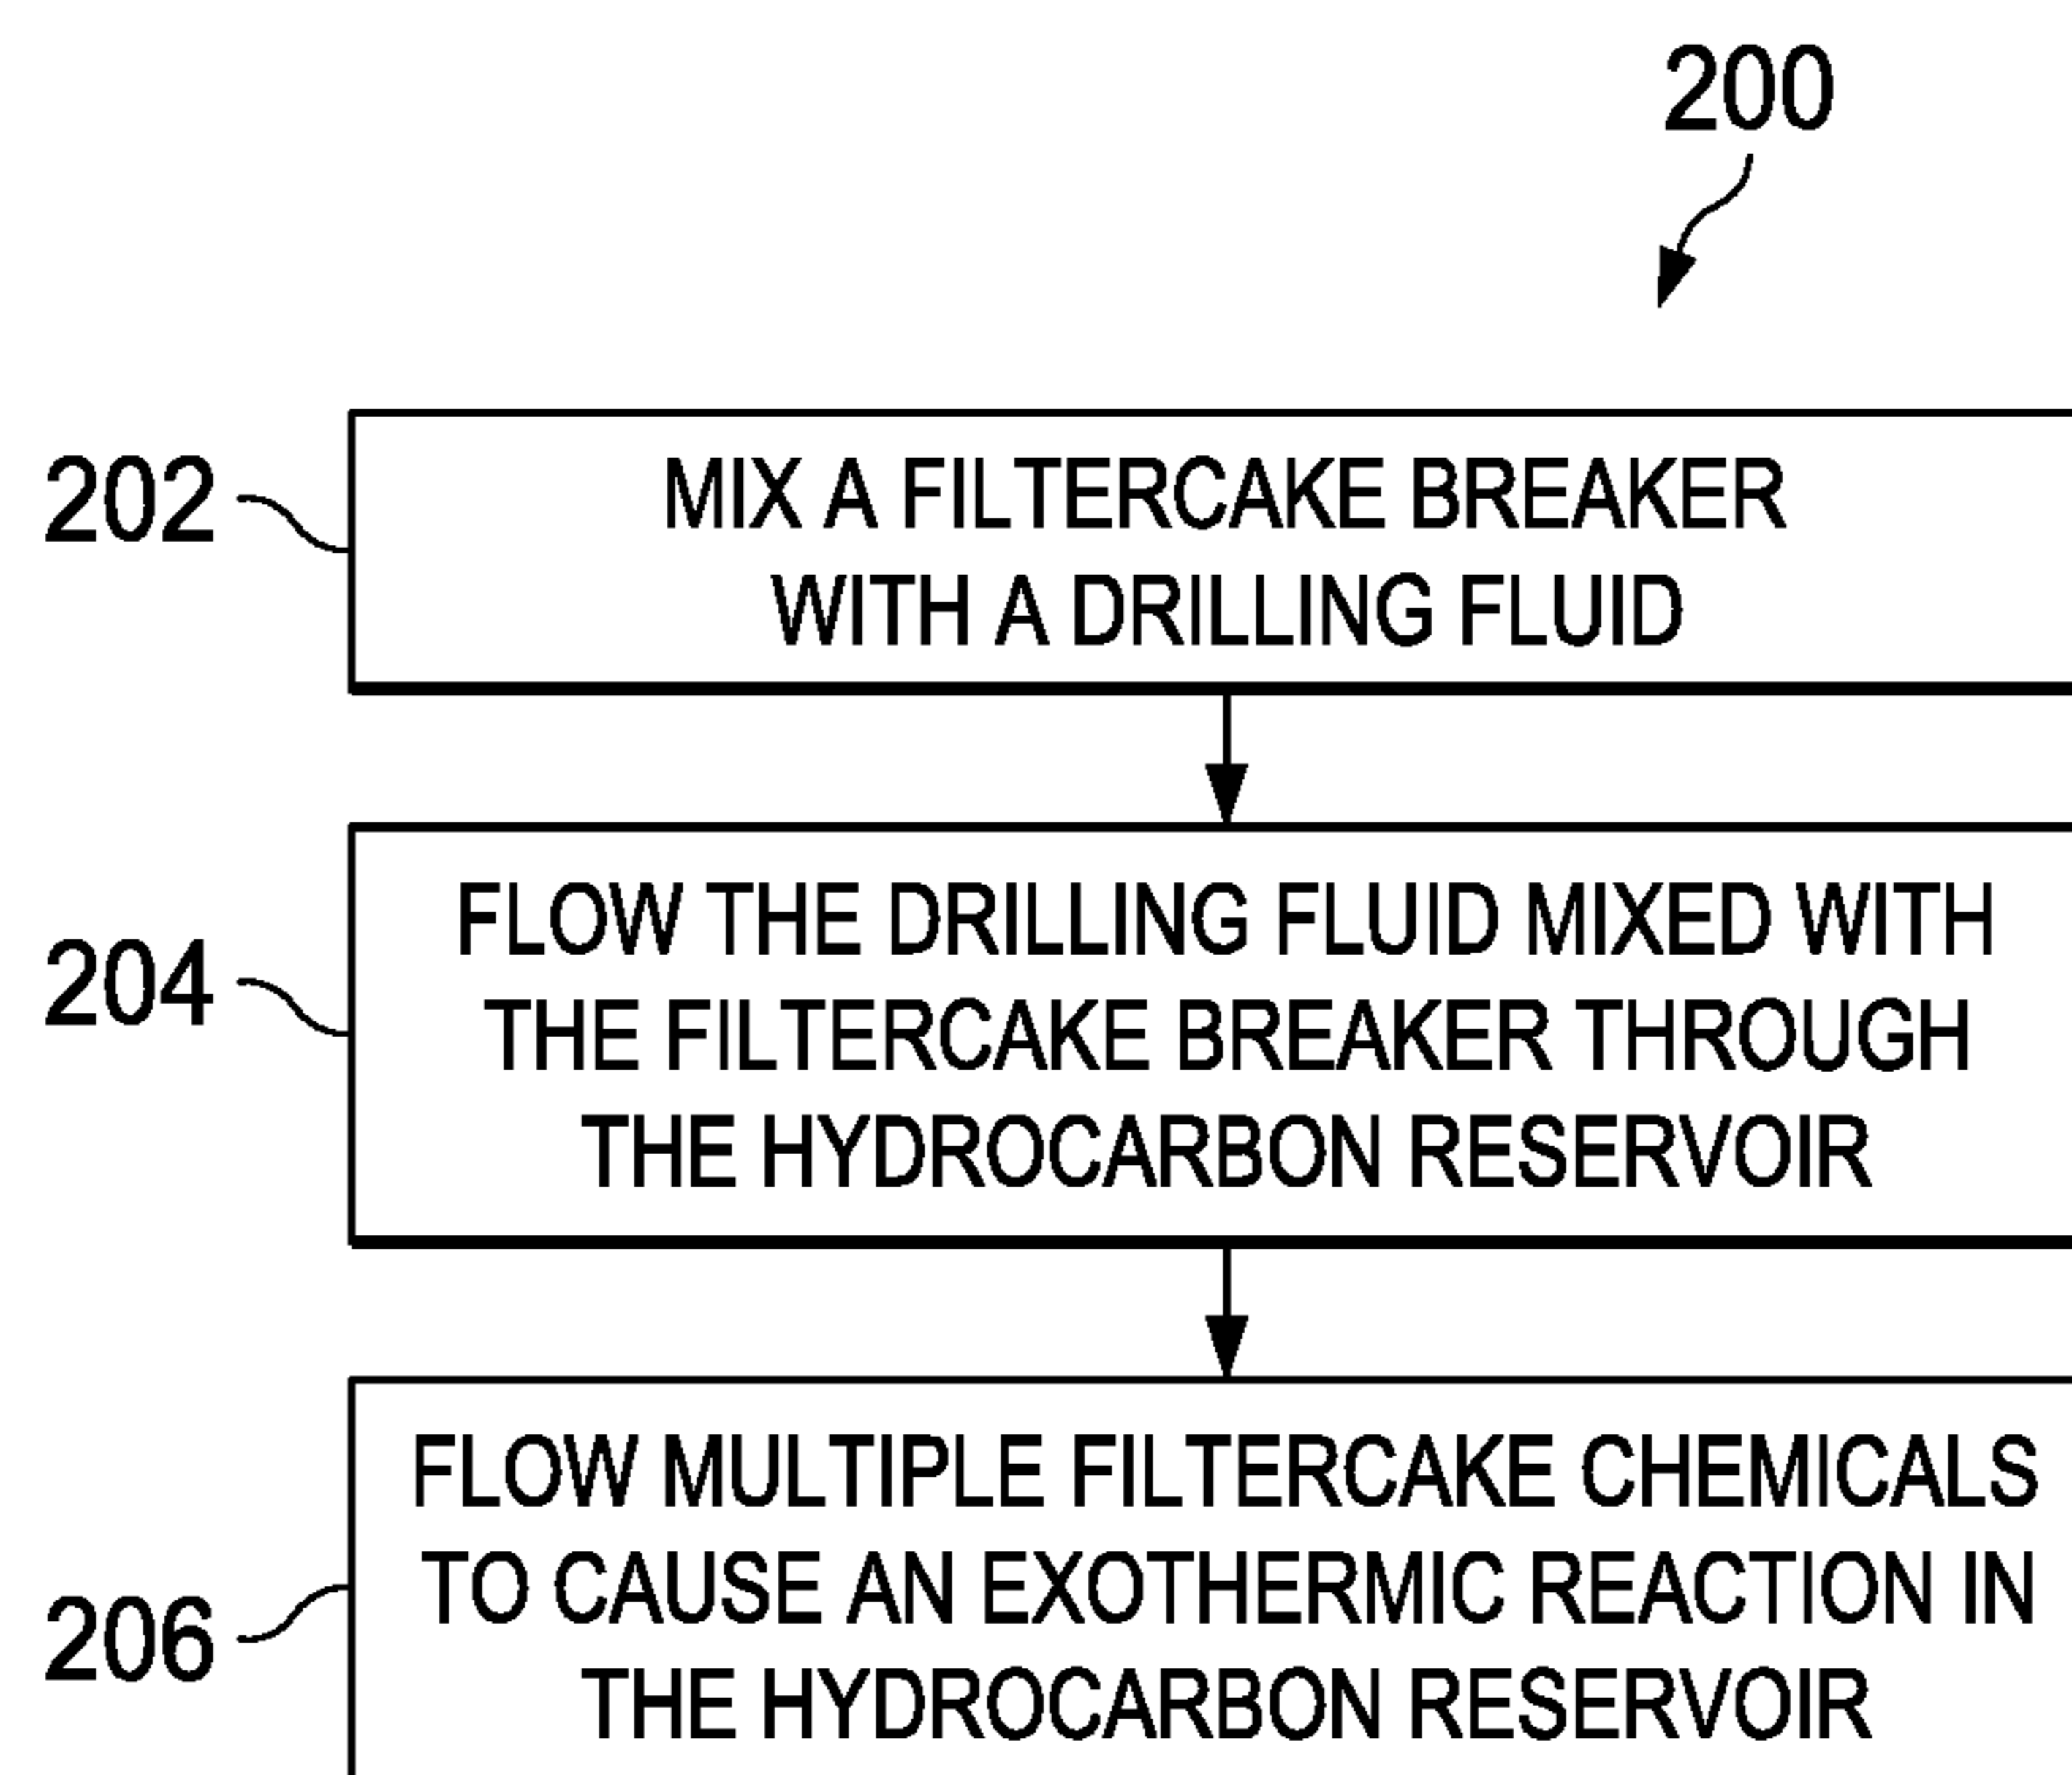 200
202
MIX A FILTERCAKE BREAKER
WITH A DRILLING FLUID
204
FLOW THE DRILLING FLUID MIXED WITH
THE FILTERCAKE BREAKER THROUGH
THE HYDROCARBON RESERVOIR
206
FLOW MULTIPLE FILTERCAKE CHEMICALS
TO CAUSE AN EXOTHERMIC REACTION IN
THE HYDROCARBON RESERVOIR